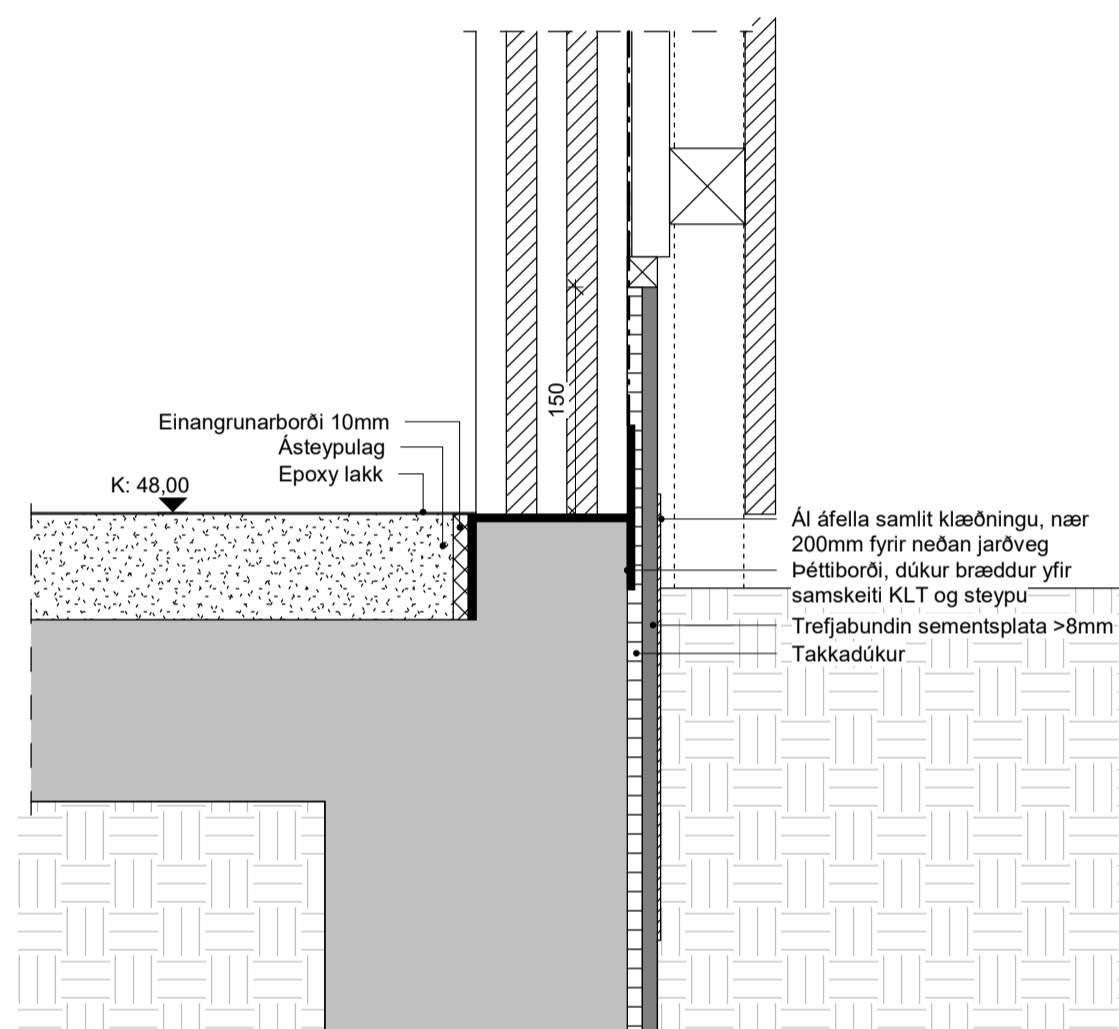 150
Einangrunarborði 10mm
Ásteypulag
Epoxy lakk
K: 48,00
Ál áfella samlit klæðningu, nær
200mm fyrir neðan jarðveg
Þéttiborði, dúkur bræddur yfir
samskeiti KLT og steypu
Trefjabundin sementsplata >8mm
Takkadúkur